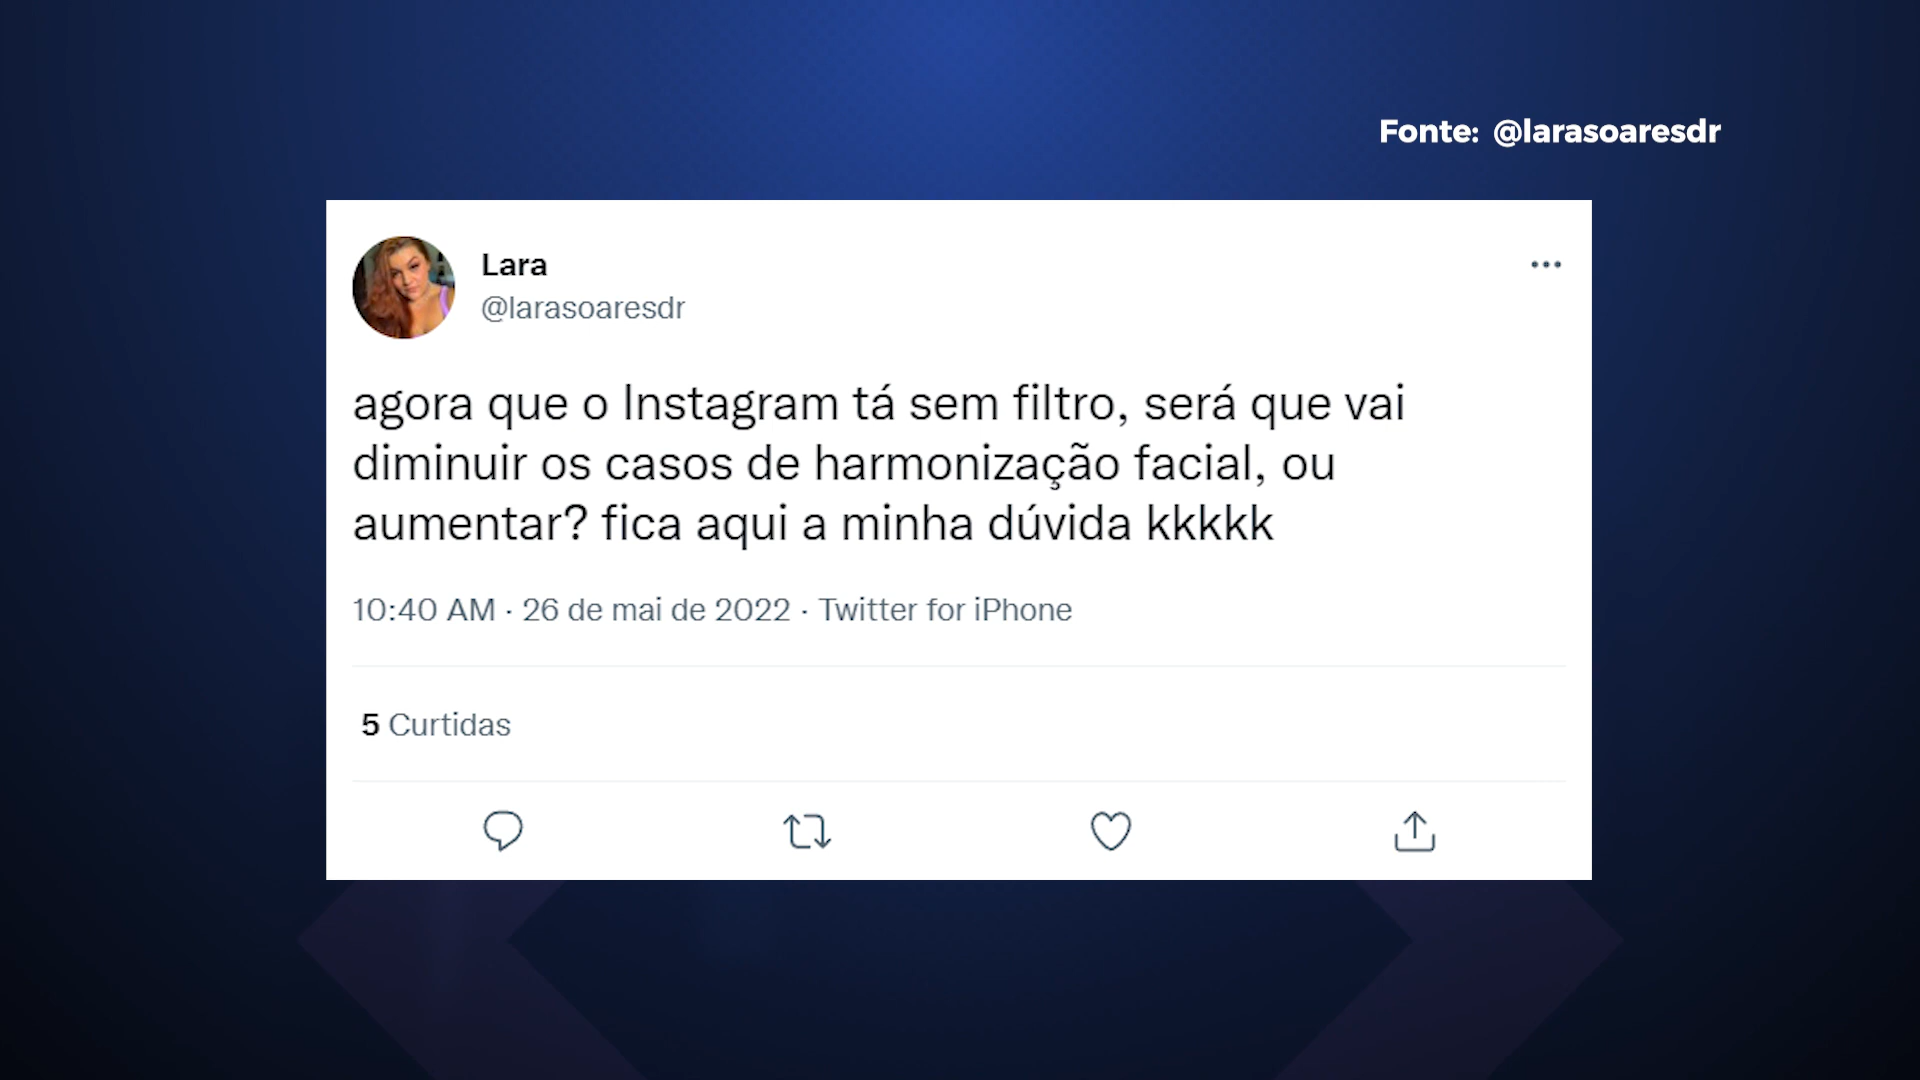 Fonte: @larasoaresdr
Lara
@larasoaresdr
agora que o Instagram tá sem filtro, será que vai
diminuir os casos de harmonização facial, ou
aumentar? fica aqui a minha dúvida kkkkk
10:40 AM · 26 de mai de 2022 · Twitter for iPhone
5 Curtidas